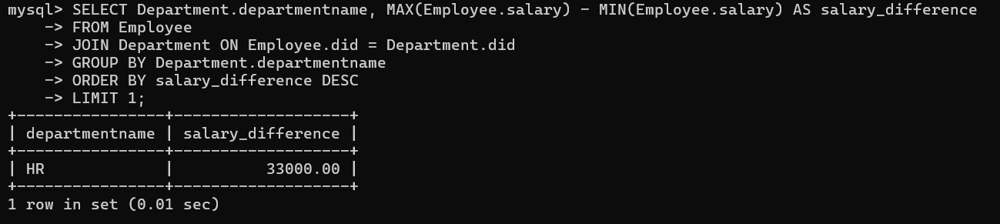 mysql> SELECT Department.departmentname, MAX(Employee.salary) - MIN(Employee.salary) AS salary_difference
    -> FROM Employee
    -> JOIN Department ON Employee.did = Department.did
    -> GROUP BY Department.departmentname
    -> ORDER BY salary_difference DESC
    -> LIMIT 1;
+----------------+-------------------+
| departmentname | salary_difference |
+----------------+-------------------+
| HR             |          33000.00 |
+----------------+-------------------+
1 row in set (0.01 sec)